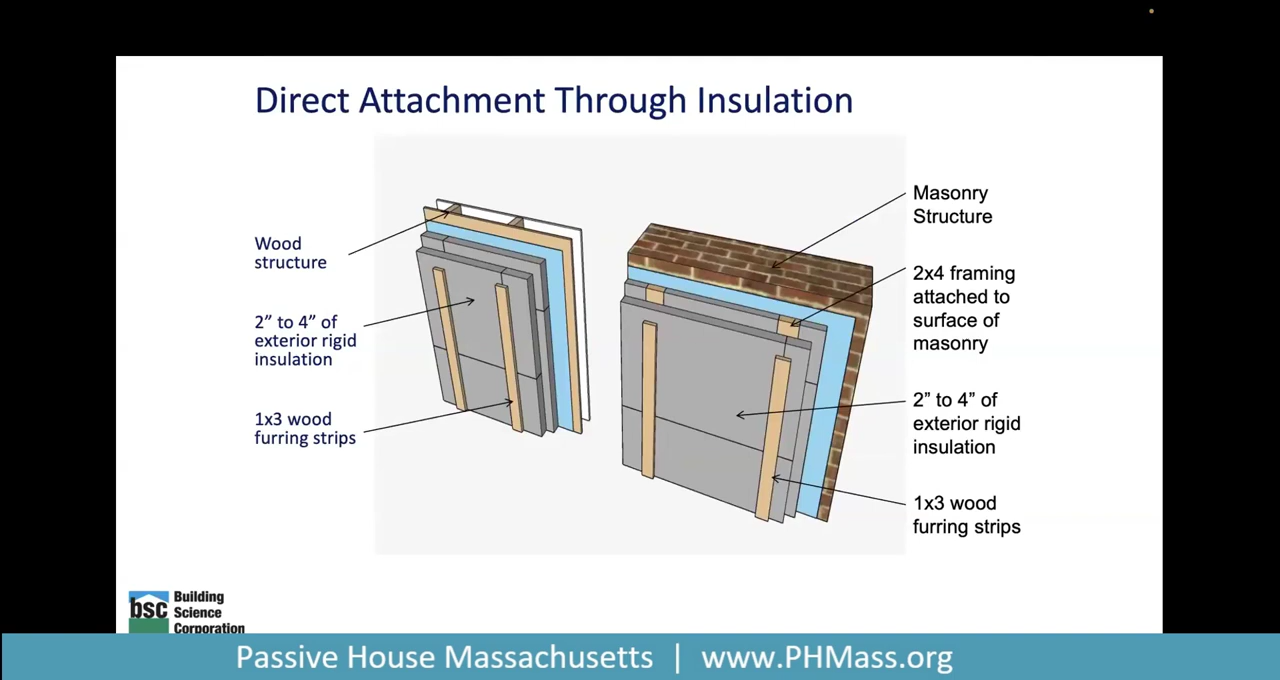 Direct Attachment Through Insulation
Wood
structure
2” to 4” of
exterior rigid
insulation
1x3 wood
furring strips
Masonry
Structure
2x4 framing
attached to
surface of
masonry
2” to 4” of
exterior rigid
insulation
1x3 wood
furring strips
bsc
Building
Science
Corporation
Passive House Massachusetts | www.PHMass.org